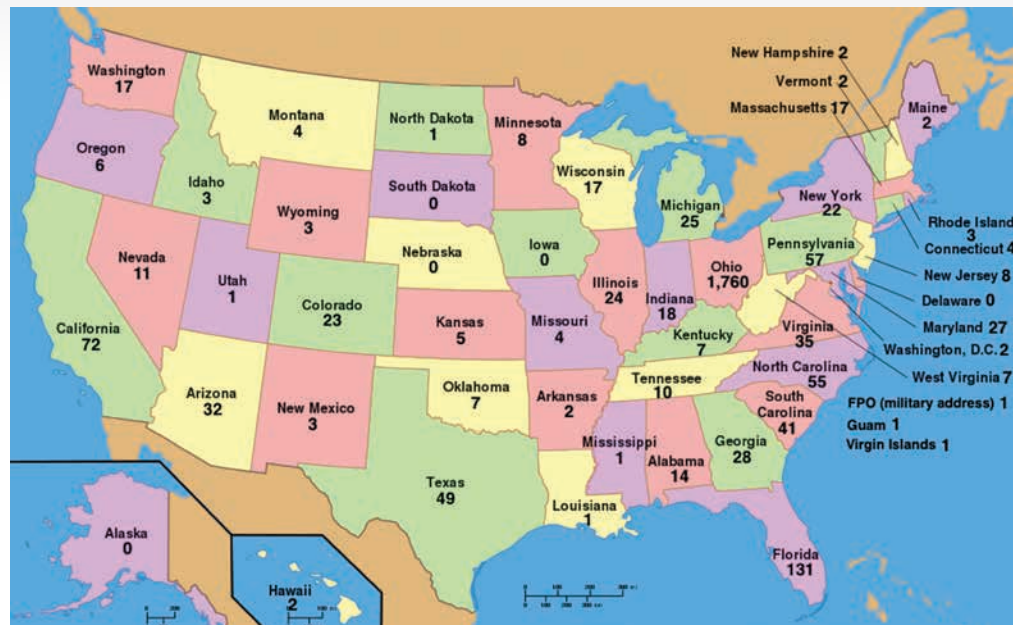 New Hampshire 2
Vermont 2
Massachusetts 17
Washington
17
Montana
4
North Dakota
1
Minnesota
8
Maine
2
Oregon
6
Idaho
3
Wisconsin
17
South Dakota
0
Michigan
25
New York
22
Wyoming
3
Rhode Island
3
Connecticut 4
Pennsylvania
57
Nebraska
0
Iowa
0
Nevada
11
Utah
1
Illinois
24
Indiana
18
Ohio
1,760
New Jersey 8
Delaware 0
Colorado
23
California
72
Kansas
5
Missouri
4
Kentucky
7
Virginia
35
Maryland 27
Washington, D.C. 2
West Virginia 7
North Carolina
55
Tennessee
10
Arizona
32
New Mexico
3
Oklahoma
7
Arkansas
2
South
Carolina
41
FPO (military address) 1
Guam 1
Virgin Islands 1
Mississippi
1
Alabama
14
Georgia
28
Texas
49
Louisiana
1
Florida
131
Alaska
0
Hawaii
2